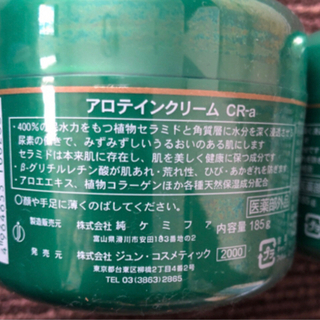 アロテインクリーム CR-a
・400%の保水力をもつ植物セラミドと角質層に水分を深く浸透させる
尿素の働きで、みずみずしいうるおいのある肌にします
セラミドは本来肌に存在し、肌を美しく健康に保つ成分です
・β-グリチルレチン酸が肌あれ・荒れ性、ひび・あかぎれを防ぎ
・アロエエキス、植物コラーゲンほか各種天然保湿成分配合
○顔や手足に薄くのばしてください。
医薬部外品
製造販売元 株式会社 純ケミファ
富山県滑川市安田183番地の2
内容量 185g
発売元 株式会社 ジュン・コスメティック
2000
東京都台東区柳橋2丁目4番2号
TEL 03(3863)2865